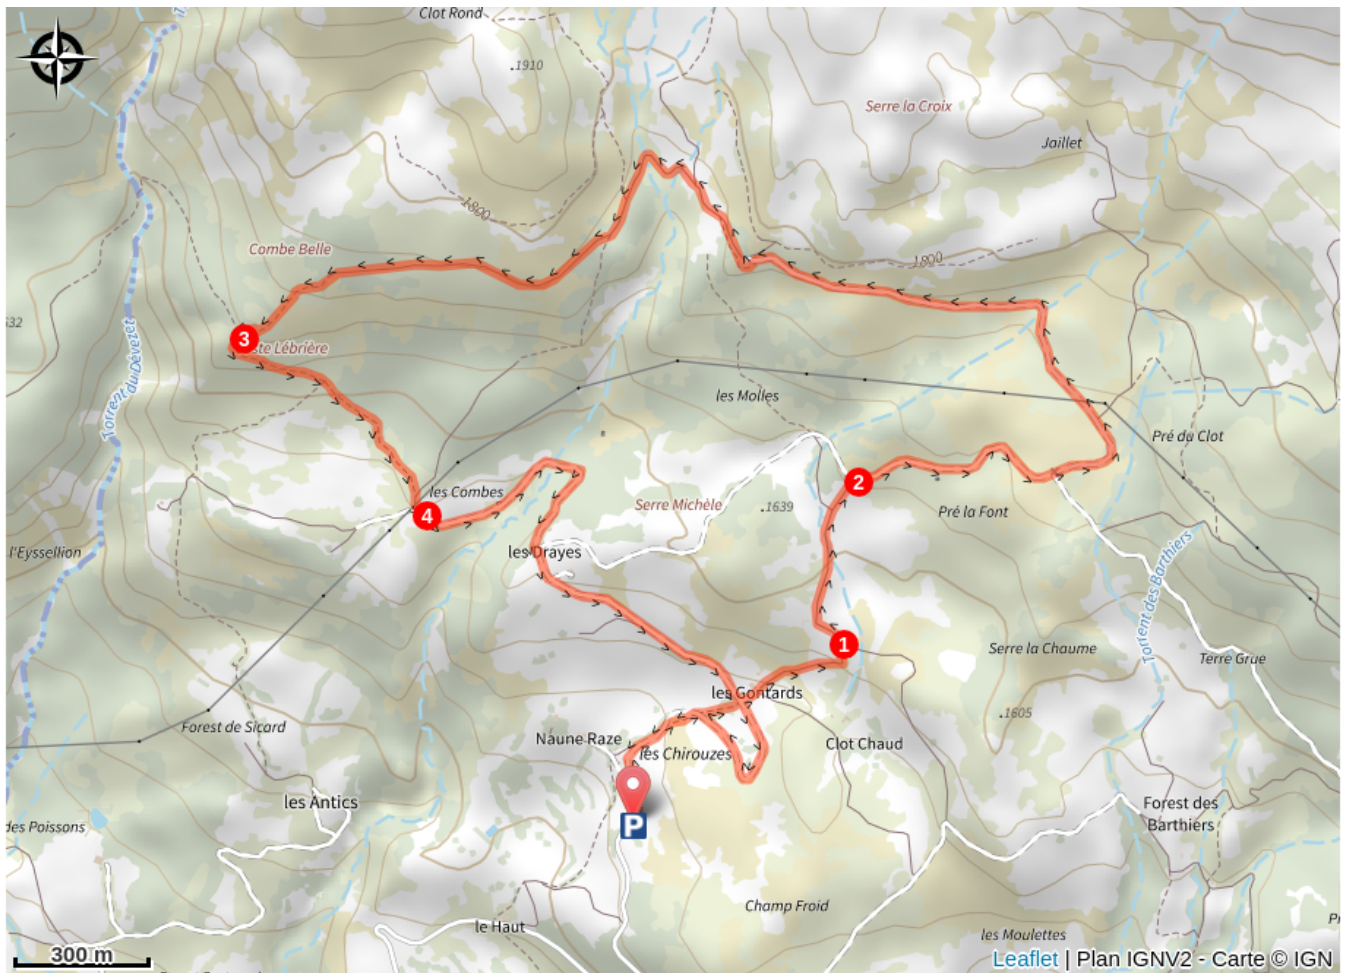 Clot Rond
.1910
Serre la Croix
Jaillet
1800
Combe Belle
1800
632
3
ste Lébrière
Torrent du Dévezet
les Molles
Pré du Clot
les Combes
2
Serre Michèle
.1639
4
Pré la Font
l'Eyssellion
les Drayes
Torrent des Barthiers
1
Serre la Chaume
Terre Grue
les Gontards
.1605
Forest de Sicard
Naune Raze
les Chirouzes
Clot Chaud
les Antics
Forest des
Barthiers
des Poissons
P
Champ Froid
le Haut
les Moulettes
300 m
Leaflet | Plan IGNV2 - Carte © IGN